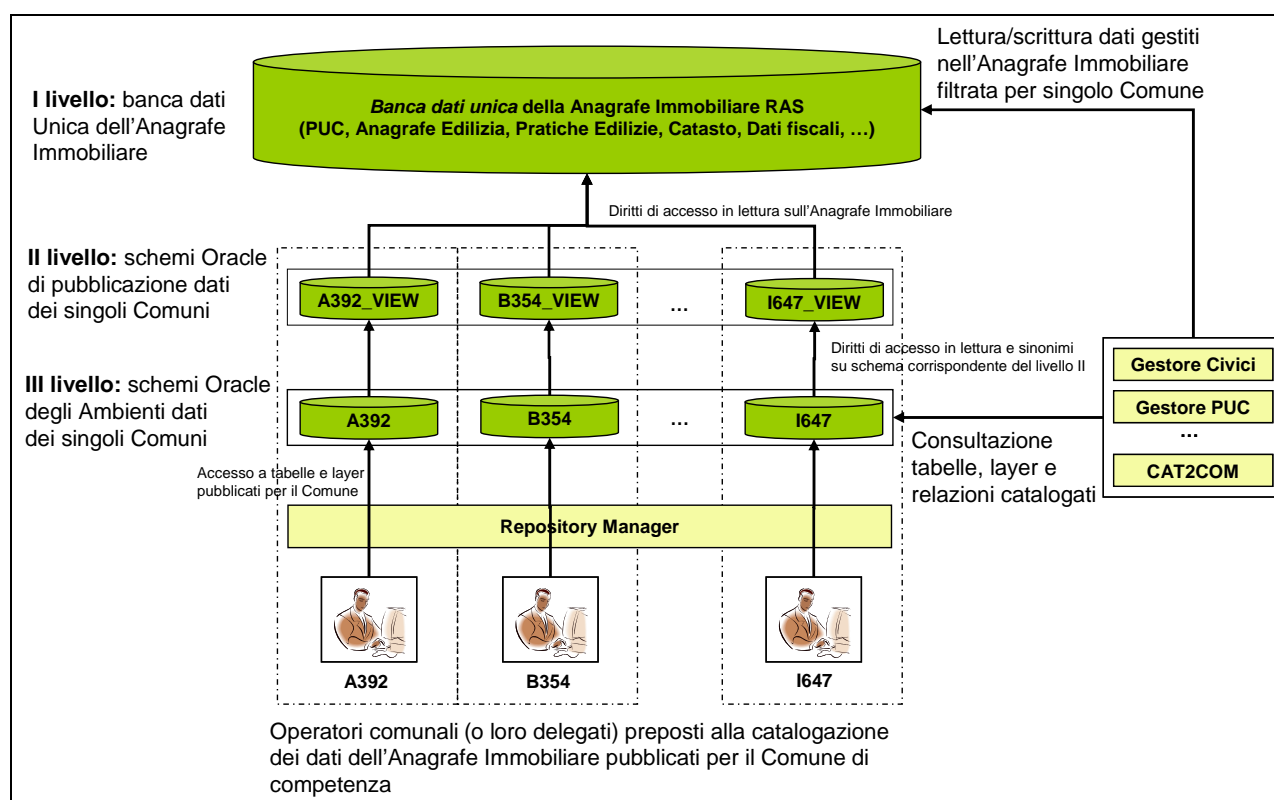 Lettura/scrittura dati gestiti
nell'Anagrafe Immobiliare
filtrata per singolo Comune
I livello: banca dati
Unica dell'Anagrafe
Immobiliare
Banca dati unica della Anagrafe Immobiliare RAS
(PUC, Anagrafe Edilizia, Pratiche Edilizie, Catasto, Dati fiscali, …)
Diritti di accesso in lettura sull'Anagrafe Immobiliare
II livello: schemi Oracle
di pubblicazione dati
dei singoli Comuni
A392_VIEW
B354_VIEW
...
I647_VIEW
Diritti di accesso in lettura e sinonimi
su schema corrispondente del livello II
III livello: schemi Oracle
degli Ambienti dati
dei singoli Comuni
A392
B354
...
I647
Gestore Civici
Gestore PUC
...
CAT2COM
Consultazione
tabelle, layer e
relazioni catalogati
Accesso a tabelle e layer
pubblicati per il Comune
Repository Manager
A392
B354
I647
Operatori comunali (o loro delegati) preposti alla catalogazione
dei dati dell'Anagrafe Immobiliare pubblicati per il Comune di
competenza